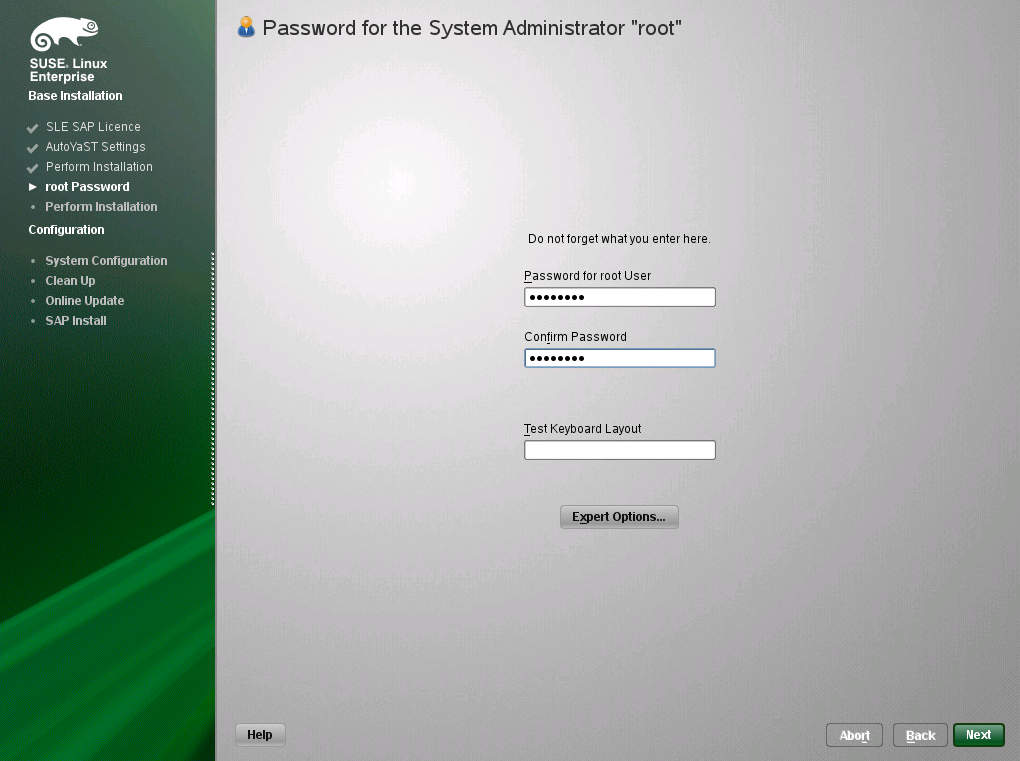 SUSE® Linux
Enterprise
Base Installation
SLE SAP Licence
AutoYaST Settings
Perform Installation
root Password
Perform Installation
Configuration
System Configuration
Clean Up
Online Update
SAP Install
Password for the System Administrator "root"
Do not forget what you enter here.
Password for root User
••••••••
Confirm Password
••••••••
Test Keyboard Layout
Expert Options...
Help
Abort
Back
Next